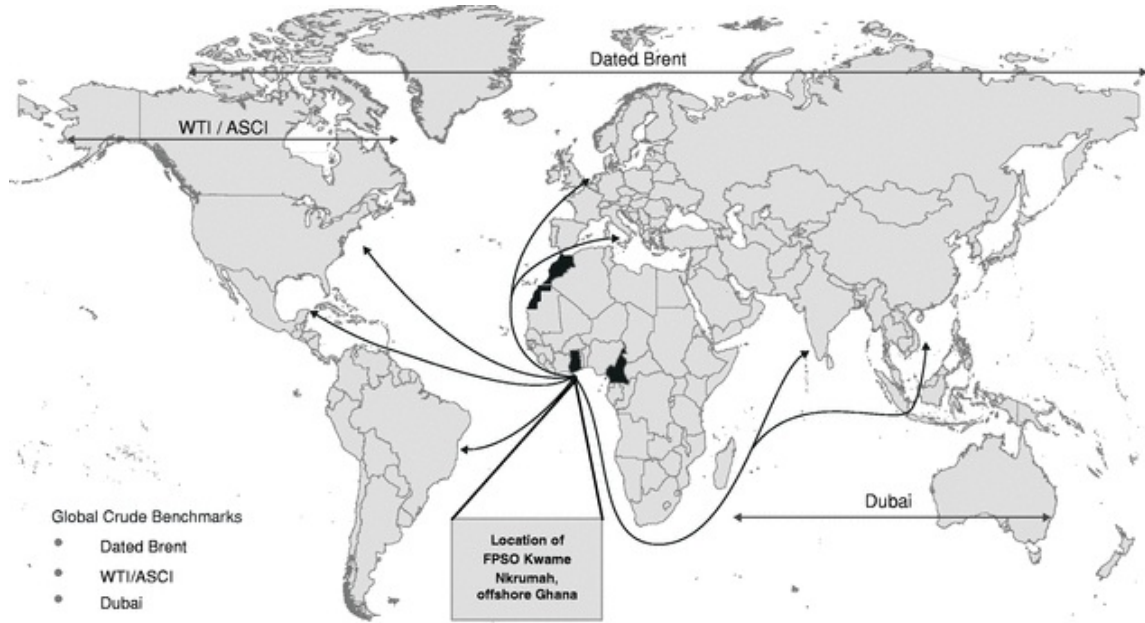 Dated Brent
WTI / ASCI
Dubai
Global Crude Benchmarks
Dated Brent
WTI/ASCI
Dubai
Location of
FPSO Kwame
Nkrumah,
offshore Ghana